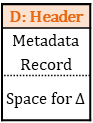 D: Header
Metadata
Record
Space for Δ